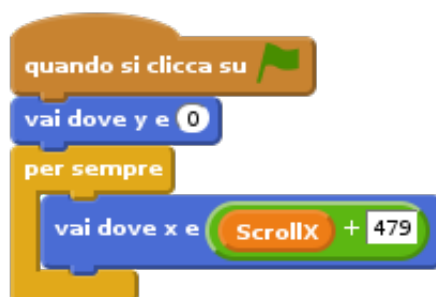 quando si clicca su
vai dove y e 0
per sempre
vai dove x e ScrollX + 479